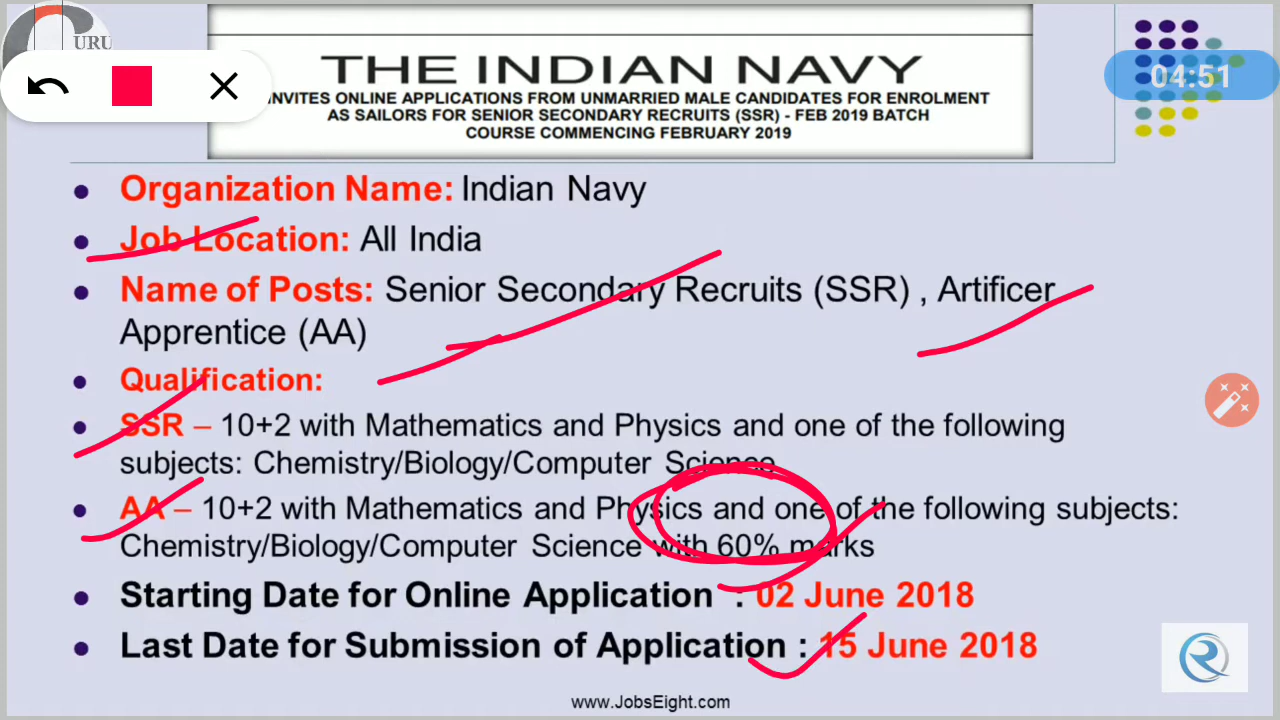 URU
04:51
THE INDIAN NAVY
INVITES ONLINE APPLICATIONS FROM UNMARRIED MALE CANDIDATES FOR ENROLMENT
AS SAILORS FOR SENIOR SECONDARY RECRUITS (SSR) - FEB 2019 BATCH
COURSE COMMENCING FEBRUARY 2019
Organization Name: Indian Navy
Job Location: All India
Name of Posts: Senior Secondary Recruits (SSR) , Artificer
Apprentice (AA)
Qualification:
SSR – 10+2 with Mathematics and Physics and one of the following
subjects: Chemistry/Biology/Computer Science
AA – 10+2 with Mathematics and Physics and one of the following subjects:
Chemistry/Biology/Computer Science with 60% marks
Starting Date for Online Application : 02 June 2018
Last Date for Submission of Application : 15 June 2018
www.JobsEight.com